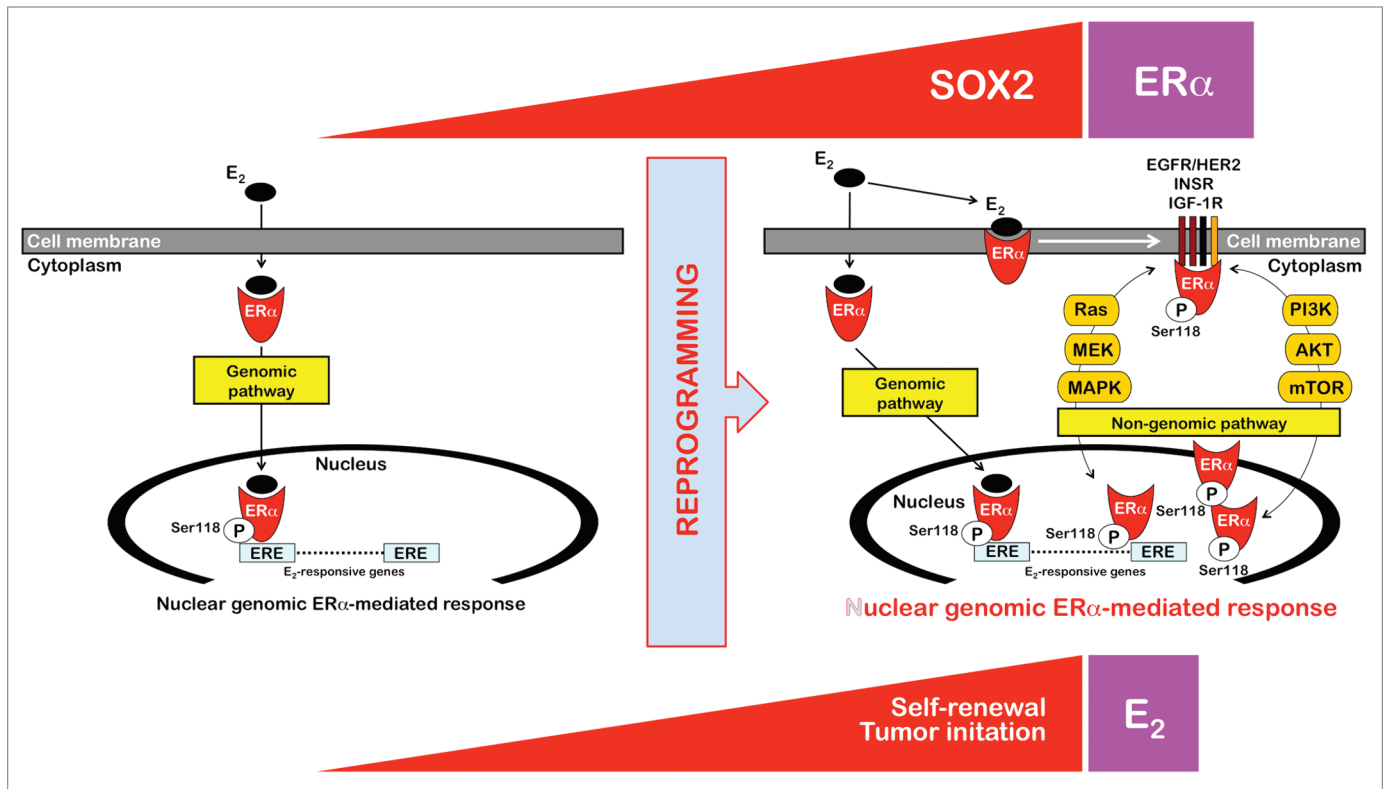 SOX2
ERα
E2
Cell membrane
Cytoplasm
ERα
Genomic
pathway
Nucleus
ERα
Ser118
P
ERE
ERE
E2-responsive genes
Nuclear genomic ERα-mediated response
REPROGRAMMING
E2
E2
EGFR/HER2
INSR
IGF-1R
ERα
Cell membrane
Cytoplasm
ERα
ERα
P
Ser118
Ras
MEK
MAPK
PI3K
AKT
mTOR
Genomic
pathway
Non-genomic pathway
Nucleus
ERα
Ser118
P
ERE
ERα
Ser118
P
ERE
E2-responsive genes
ERα
P
Ser118
ERα
P
Ser118
Nuclear genomic ERα-mediated response
Self-renewal
Tumor initation
E2